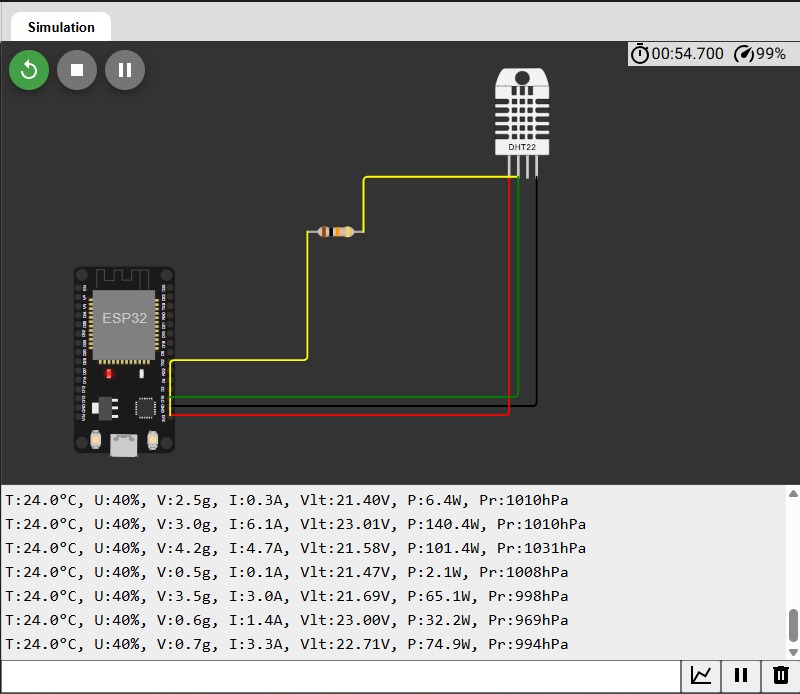 Simulation
00:54.700 99%
DHT22
ESP32
T:24.0°C, U:40%, V:2.5g, I:0.3A, Vlt:21.40V, P:6.4W, Pr:1010hPa
T:24.0°C, U:40%, V:3.0g, I:6.1A, Vlt:23.01V, P:140.4W, Pr:1010hPa
T:24.0°C, U:40%, V:4.2g, I:4.7A, Vlt:21.58V, P:101.4W, Pr:1031hPa
T:24.0°C, U:40%, V:0.5g, I:0.1A, Vlt:21.47V, P:2.1W, Pr:1008hPa
T:24.0°C, U:40%, V:3.5g, I:3.0A, Vlt:21.69V, P:65.1W, Pr:998hPa
T:24.0°C, U:40%, V:0.6g, I:1.4A, Vlt:23.00V, P:32.2W, Pr:969hPa
T:24.0°C, U:40%, V:0.7g, I:3.3A, Vlt:22.71V, P:74.9W, Pr:994hPa